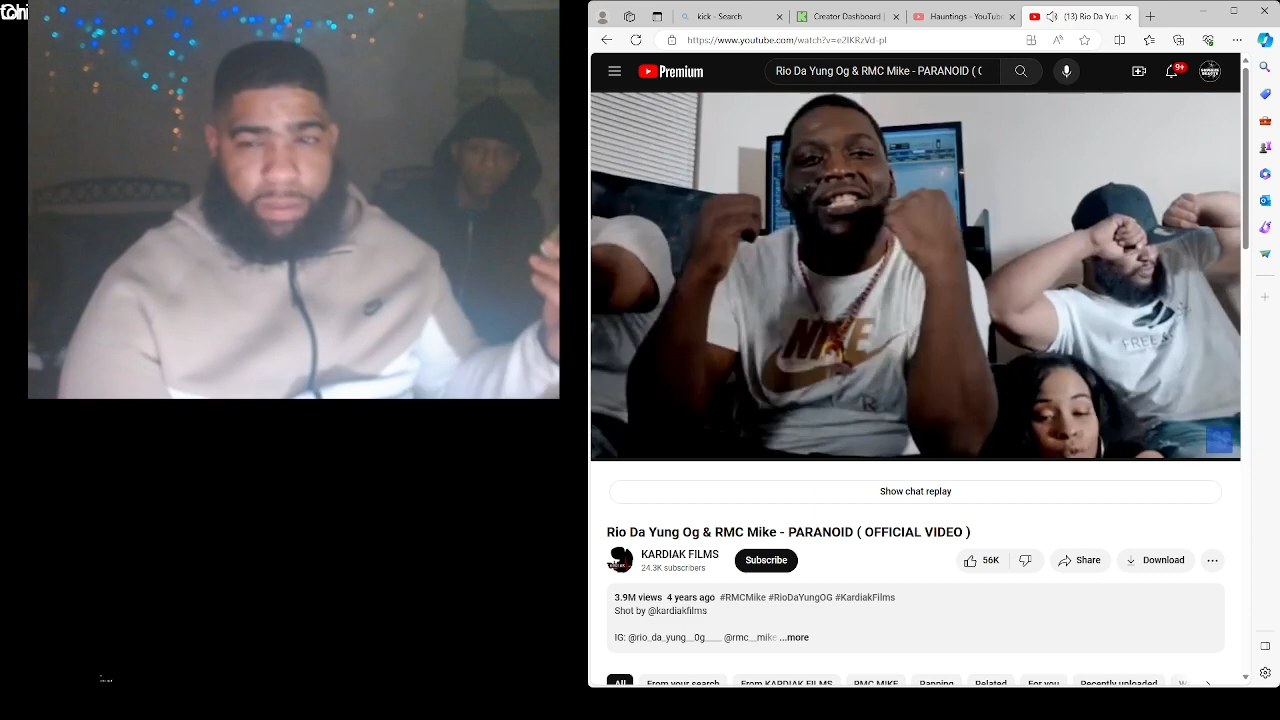 kick - Search
Creator Dashboard |
Hauntings - YouTube
(13) Rio Da Yun
https://www.youtube.com/watch?v=e2IKRzVd-pI
Premium
Rio Da Yung Og & RMC Mike - PARANOID (
9+
NIKE
FREE
Show chat replay
Rio Da Yung Og & RMC Mike - PARANOID ( OFFICIAL VIDEO )
KARDIAK FILMS
24.3K subscribers
Subscribe
56K
Share
Download
3.9M views 4 years ago #RMCMike #RioDaYungOG #KardiakFilms
Shot by @kardiakfilms
IG: @rio_da_yung__0g____ @rmc__mike ...more
All
From your search
From KARDIAK FILMS
RMC MIKE
Rapping
Related
For you
Recently uploaded